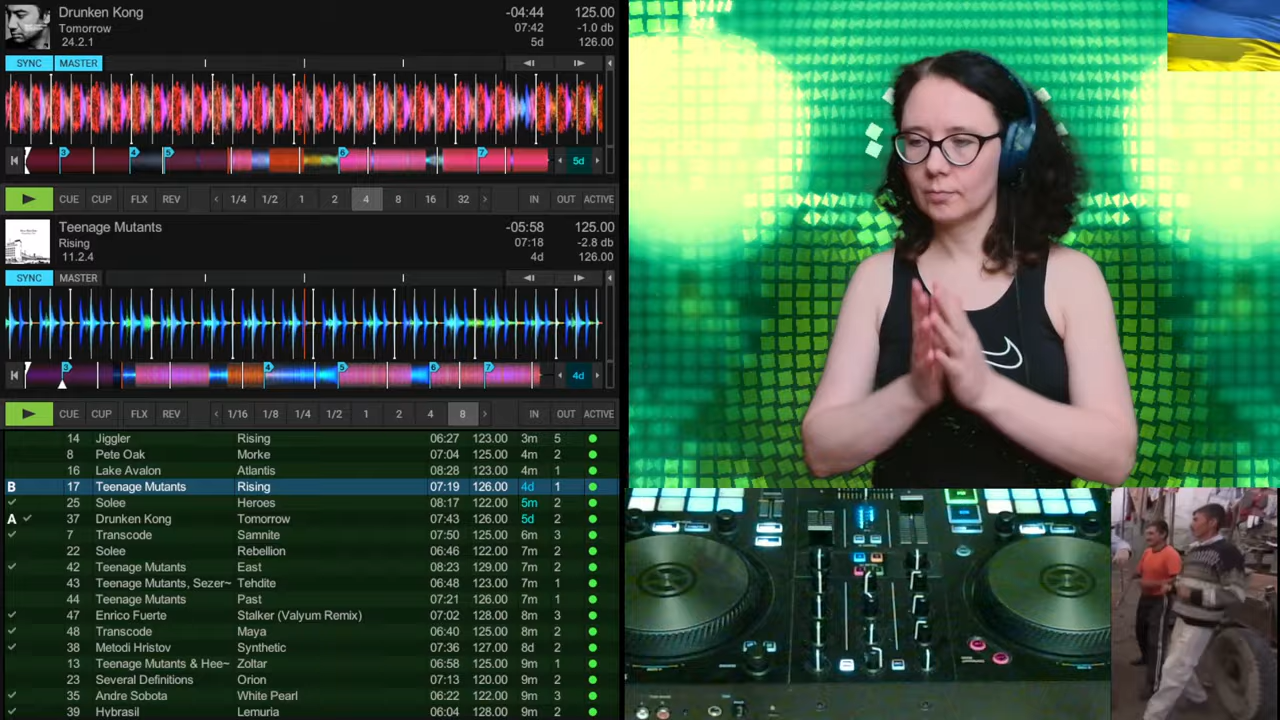 Drunken Kong -04:44 125.00
Tomorrow 07:42 -1.0 db
24.2.1 5d 126.00
SYNC MASTER
3 4 5 6 7 5d
CUE CUP FLX REV 1/4 1/2 1 2 4 8 16 32 IN OUT ACTIVE
Teenage Mutants -05:58 125.00
Rising 07:18 -2.8 db
11.2.4 4d 126.00
SYNC MASTER
3 4 5 6 7 4d
CUE CUP FLX REV 1/16 1/8 1/4 1/2 1 2 4 8 IN OUT ACTIVE
14 Jiggler Rising 06:27 123.00 3m 5
8 Pete Oak Morke 07:04 125.00 4m 2
16 Lake Avalon Atlantis 08:28 123.00 4m 1
B 17 Teenage Mutants Rising 07:19 126.00 4d 1
25 Solee Heroes 08:17 122.00 5m 2
A 37 Drunken Kong Tomorrow 07:43 126.00 5d 2
7 Transcode Samnite 07:50 125.00 6m 3
22 Solee Rebellion 06:46 122.00 7m 2
42 Teenage Mutants East 08:23 129.00 7m 2
43 Teenage Mutants, Sezer~ Tehdite 06:48 123.00 7m 1
44 Teenage Mutants Past 07:21 126.00 7m 1
47 Enrico Fuerte Stalker (Valyum Remix) 07:02 128.00 8m 3
48 Transcode Maya 06:40 125.00 8m 2
38 Metodi Hristov Synthetic 07:36 127.00 8d 2
13 Teenage Mutants & Hee~ Zoltar 06:58 125.00 9m 1
23 Several Definitions Orion 07:13 120.00 9m 2
35 Andre Sobota White Pearl 06:22 122.00 9m 3
39 Hybrasil Lemuria 06:04 128.00 9m 2